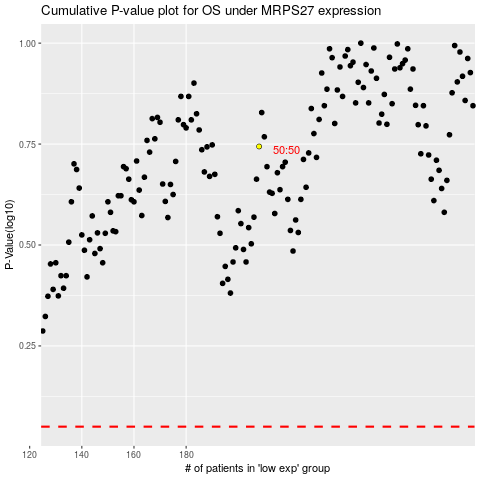 Cumulative P-value plot for OS under MRPS27 expression
P-Value(log10)
1.00
0.75
0.50
0.25
50:50
120 140 160 180
# of patients in 'low exp' group